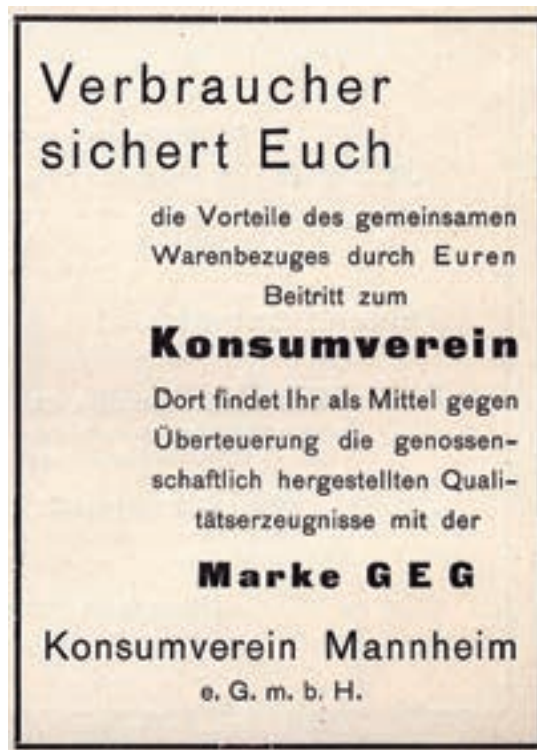 Verbraucher
sichert Euch
die Vorteile des gemeinsamen
Warenbezuges durch Euren
Beitritt zum
Konsumverein
Dort findet Ihr als Mittel gegen
Überteuerung die genossen-
schaftlich hergestellten Quali-
tätserzeugnisse mit der
Marke G E G
Konsumverein Mannheim
e. G. m. b. H.